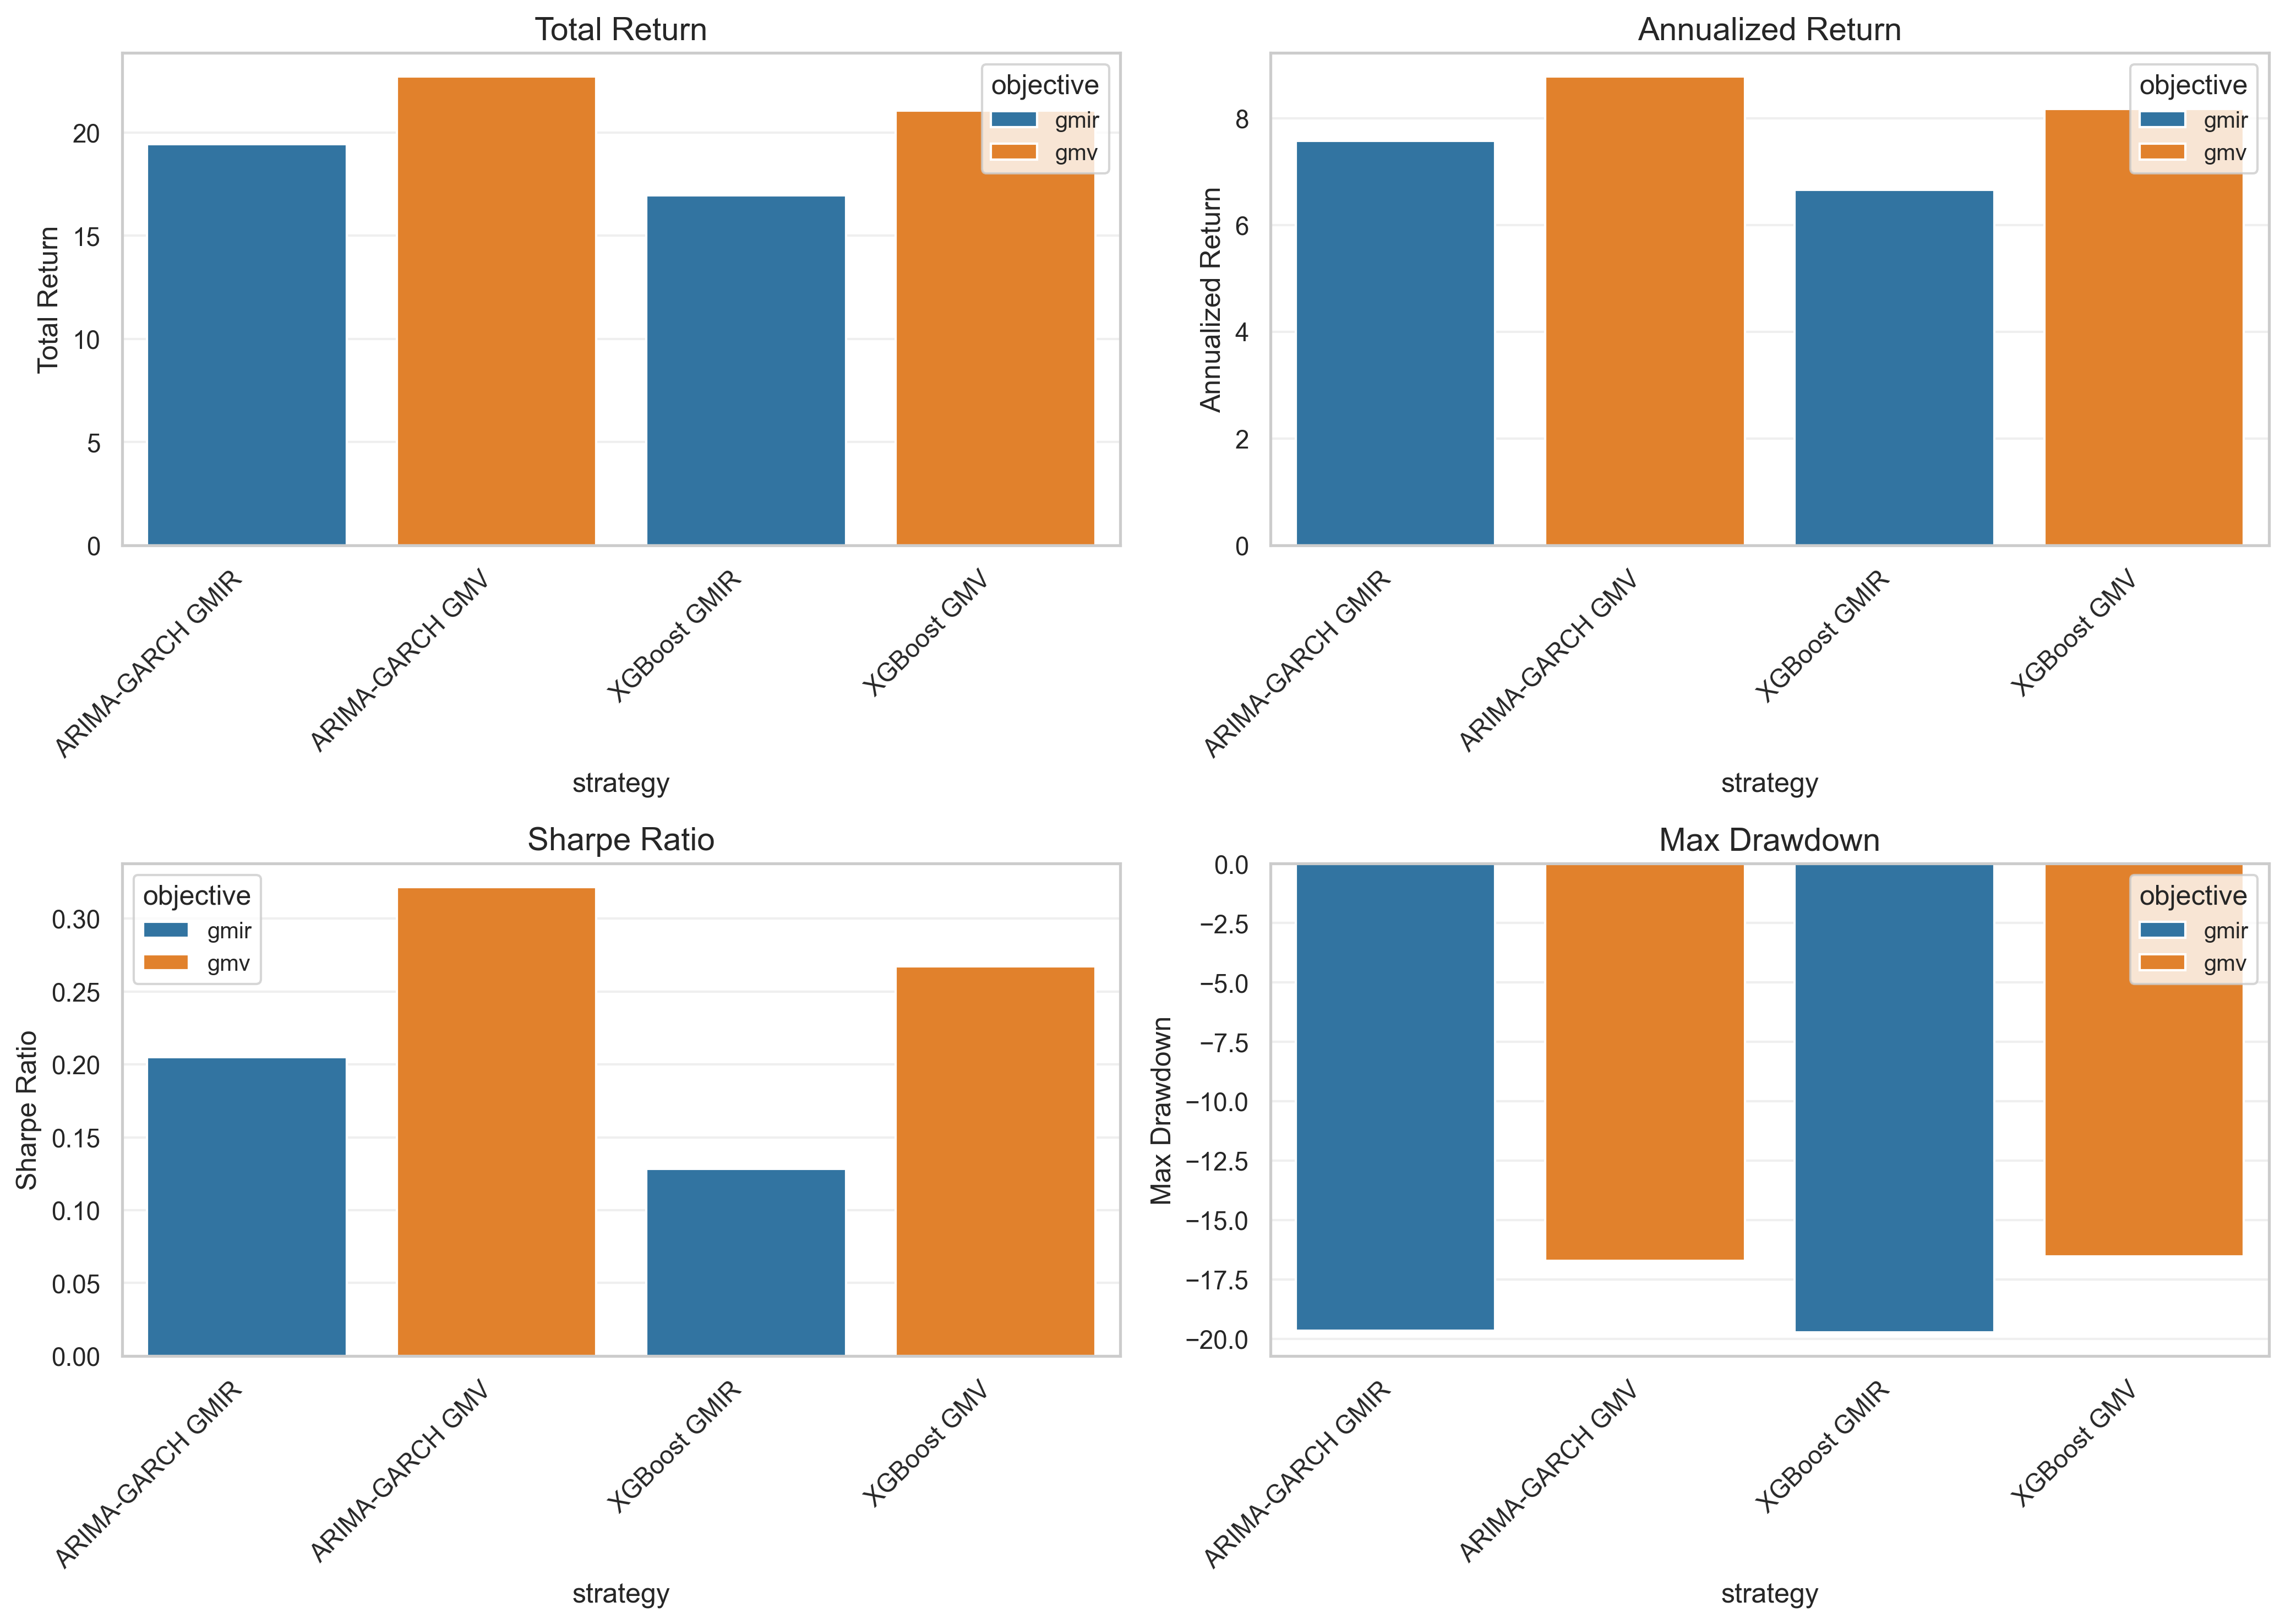 Total Return
Total Return
20
15
10
5
0
objective
gmir
gmv
ARIMA-GARCH GMIR
ARIMA-GARCH GMV
XGBoost GMIR
XGBoost GMV
strategy
Annualized Return
Annualized Return
8
6
4
2
0
objective
gmir
gmv
ARIMA-GARCH GMIR
ARIMA-GARCH GMV
XGBoost GMIR
XGBoost GMV
strategy
Sharpe Ratio
Sharpe Ratio
0.30
0.25
0.20
0.15
0.10
0.05
0.00
objective
gmir
gmv
ARIMA-GARCH GMIR
ARIMA-GARCH GMV
XGBoost GMIR
XGBoost GMV
strategy
Max Drawdown
Max Drawdown
0.0
−2.5
−5.0
−7.5
−10.0
−12.5
−15.0
−17.5
−20.0
objective
gmir
gmv
ARIMA-GARCH GMIR
ARIMA-GARCH GMV
XGBoost GMIR
XGBoost GMV
strategy